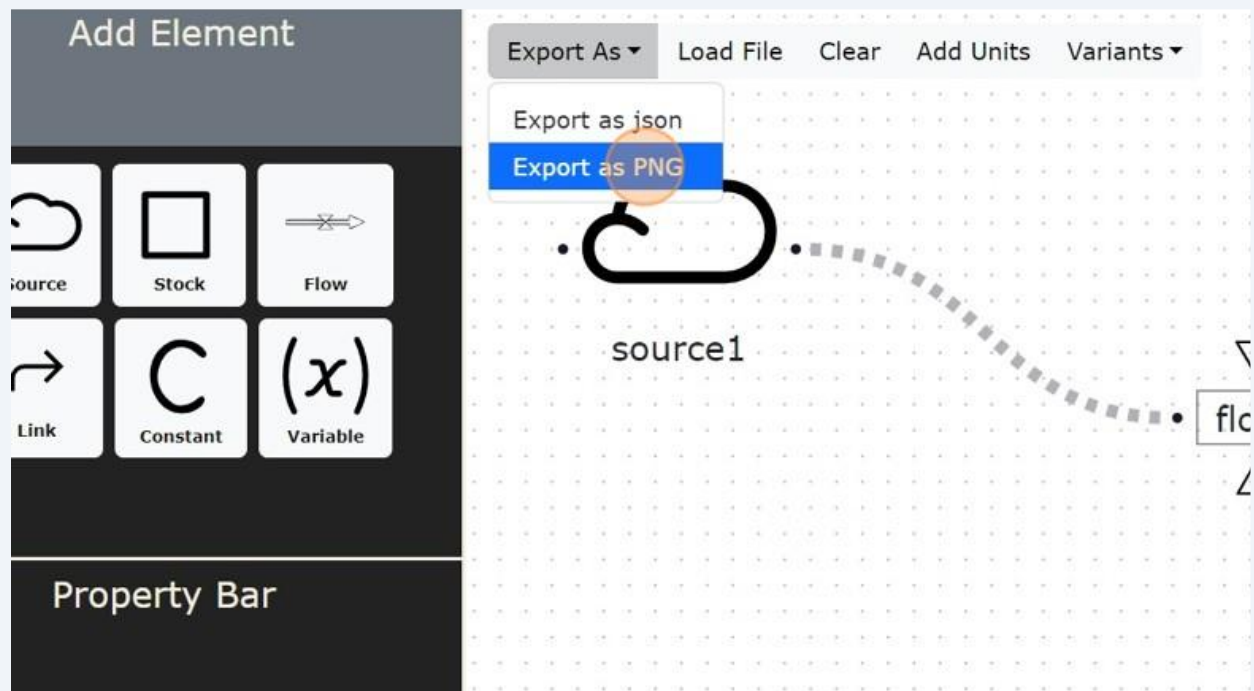 Add Element
Export As Load File Clear Add Units Variants
Export as json
Export as PNG
Stock Flow
C (x)
Link Constant Variable
source1
Property Bar